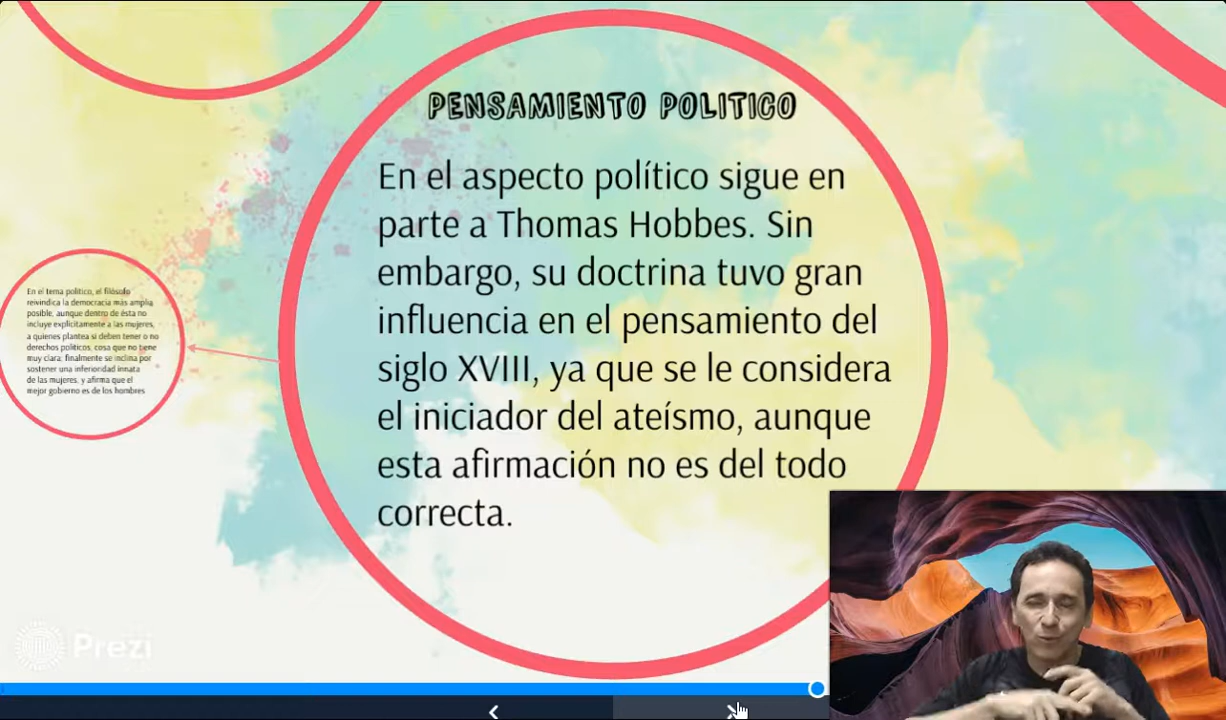 PENSAMIENTO POLITICO
En el aspecto político sigue en
parte a Thomas Hobbes. Sin
embargo, su doctrina tuvo gran
influencia en el pensamiento del
siglo XVIII, ya que se le considera
el iniciador del ateísmo, aunque
esta afirmación no es del todo
correcta.
En el tema político, el filósofo
reivindica la democracia más amplia
posible, aunque dentro de ésta no
incluye explícitamente a las mujeres,
a quienes plantea si deben tener o no
derechos políticos, cosa que no tiene
muy clara; finalmente se inclina por
sostener una inferioridad innata
de las mujeres, y afirma que el
mejor gobierno es de los hombres
Prezi